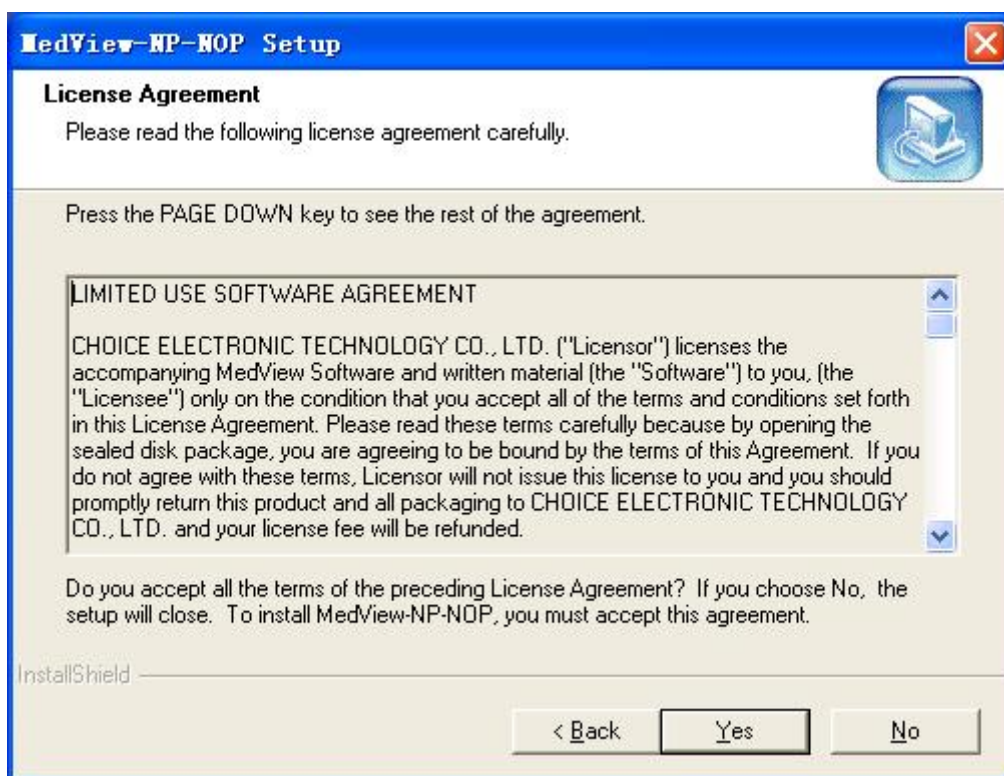 MedView-NP-NOP Setup
License Agreement
Please read the following license agreement carefully.
Press the PAGE DOWN key to see the rest of the agreement.
LIMITED USE SOFTWARE AGREEMENT
CHOICE ELECTRONIC TECHNOLOGY CO., LTD. ("Licensor") licenses the
accompanying MedView Software and written material (the "Software") to you, (the
"Licensee") only on the condition that you accept all of the terms and conditions set forth
in this License Agreement. Please read these terms carefully because by opening the
sealed disk package, you are agreeing to be bound by the terms of this Agreement.  If you
do not agree with these terms, Licensor will not issue this license to you and you should
promptly return this product and all packaging to CHOICE ELECTRONIC TECHNOLOGY
CO., LTD. and your license fee will be refunded.
Do you accept all the terms of the preceding License Agreement?  If you choose No,  the
setup will close.  To install MedView-NP-NOP, you must accept this agreement.
InstallShield
< Back
Yes
No